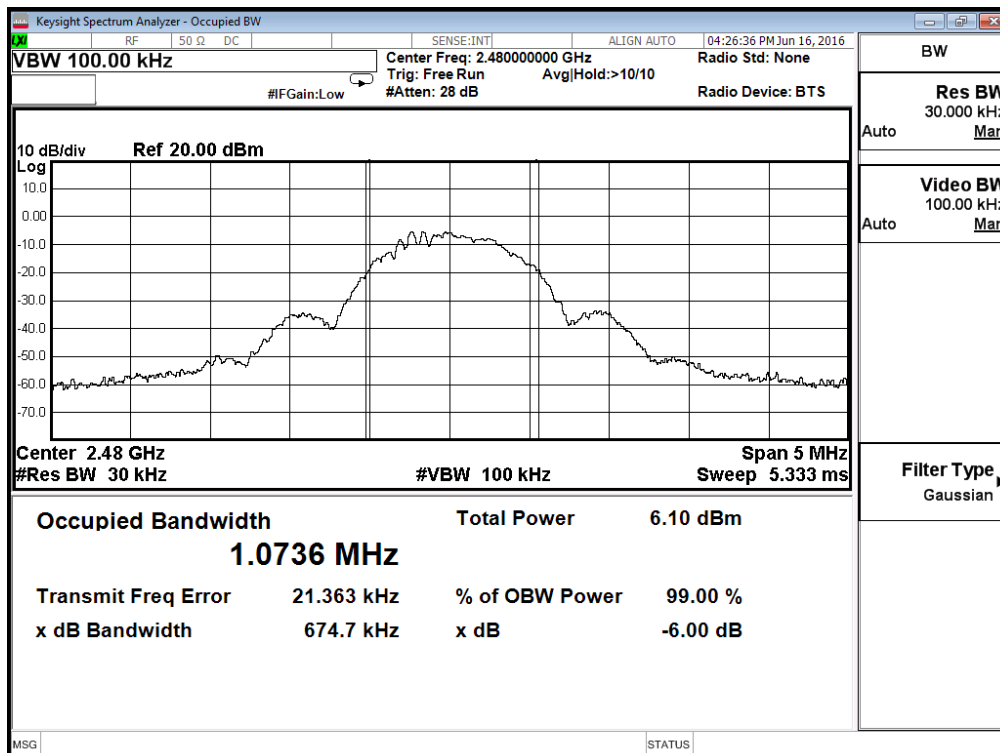 Keysight Spectrum Analyzer - Occupied BW
LXI RF 50 Ω DC SENSE:INT ALIGN AUTO 04:26:36 PM Jun 16, 2016
VBW 100.00 kHz
Center Freq: 2.480000000 GHz Radio Std: None
Trig: Free Run Avg|Hold:>10/10
#IFGain:Low #Atten: 28 dB Radio Device: BTS
10 dB/div Ref 20.00 dBm
Log
10.0
0.00
-10.0
-20.0
-30.0
-40.0
-50.0
-60.0
-70.0
Center 2.48 GHz Span 5 MHz
#Res BW 30 kHz #VBW 100 kHz Sweep 5.333 ms
Occupied Bandwidth Total Power 6.10 dBm
1.0736 MHz
Transmit Freq Error 21.363 kHz % of OBW Power 99.00 %
x dB Bandwidth 674.7 kHz x dB -6.00 dB
MSG STATUS
BW
Res BW
30.000 kHz
Auto Man
Video BW
100.00 kHz
Auto Man
Filter Type
Gaussian